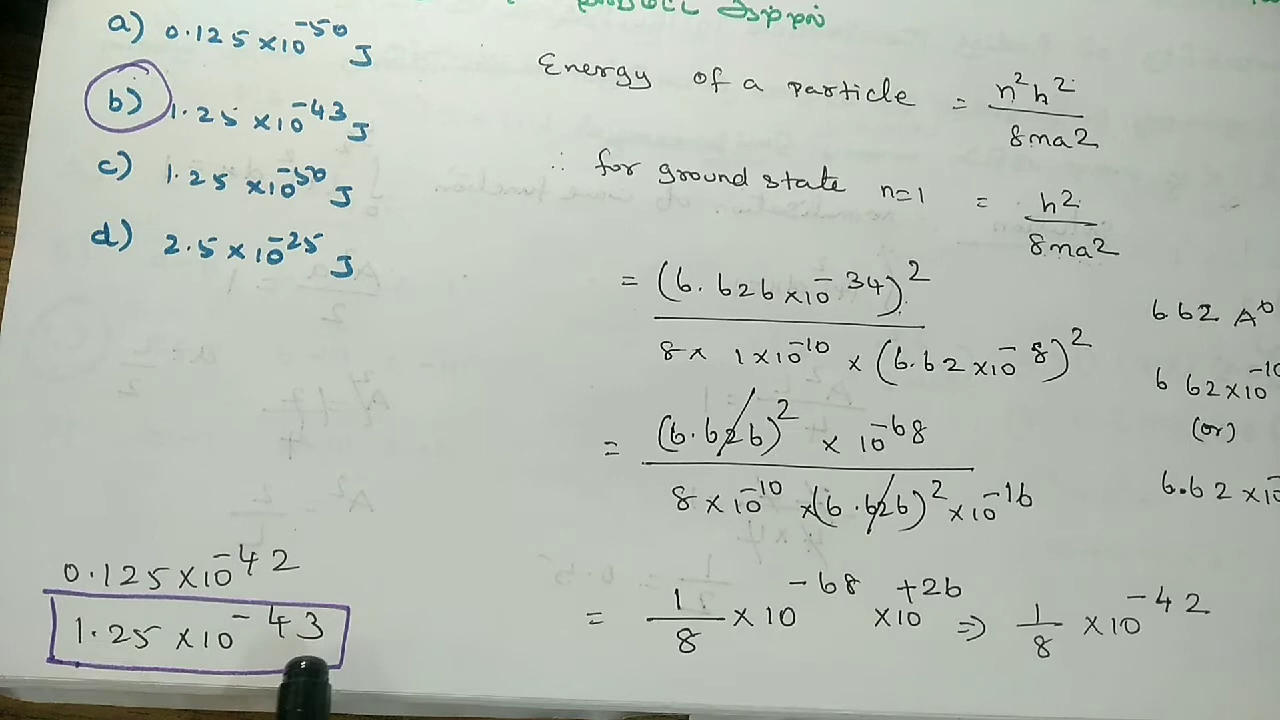 a) 0.125 ×10⁻⁵⁰ J
b) 1.25 ×10⁻⁴³ J
c) 1.25 ×10⁻⁵⁰ J
d) 2.5 ×10⁻²⁵ J
Energy of a particle = n²h² / 8ma2
∴ for ground state n=1 = h² / 8ma2
= (6.626 ×10⁻³⁴)² / 8× 1×10⁻¹⁰ × (6.62 ×10⁻⁸)²
662 A°
662×10⁻¹⁰
(or)
6.62 ×10⁻
= (6.626)² × 10⁻⁶⁸ / 8×10⁻¹⁰ ×(6.626)² ×10⁻¹⁶
= 1/8 ×10⁻⁶⁸ ×10⁺²⁶ ⇒ 1/8 ×10⁻⁴²
0.125 ×10⁻⁴²
1.25 ×10⁻⁴³